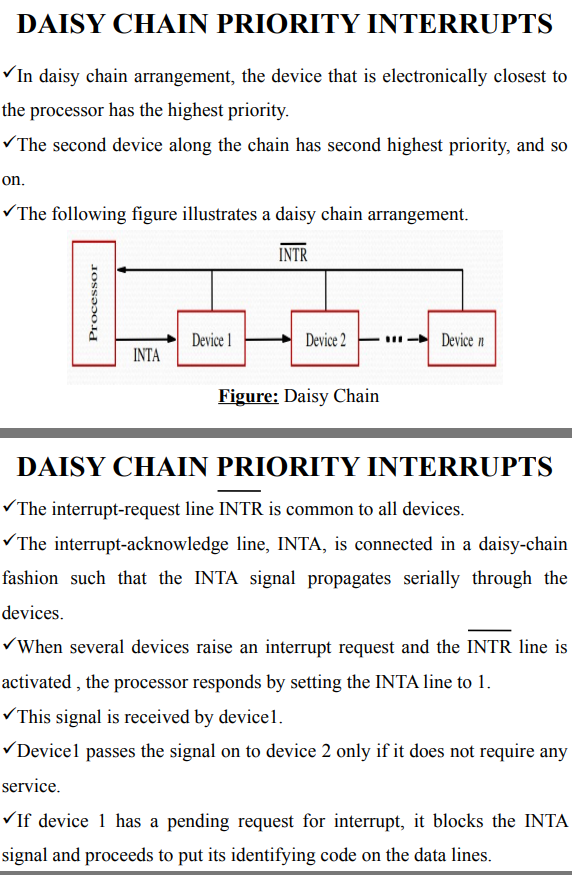 DAISY CHAIN PRIORITY INTERRUPTS
✓In daisy chain arrangement, the device that is electronically closest to
the processor has the highest priority.
✓The second device along the chain has second highest priority, and so
on.
✓The following figure illustrates a daisy chain arrangement.
INTR
Processor
Device 1
Device 2
Device n
INTA
Figure: Daisy Chain
DAISY CHAIN PRIORITY INTERRUPTS
✓The interrupt-request line INTR is common to all devices.
✓The interrupt-acknowledge line, INTA, is connected in a daisy-chain
fashion such that the INTA signal propagates serially through the
devices.
✓When several devices raise an interrupt request and the INTR line is
activated , the processor responds by setting the INTA line to 1.
✓This signal is received by device1.
✓Device1 passes the signal on to device 2 only if it does not require any
service.
✓If device 1 has a pending request for interrupt, it blocks the INTA
signal and proceeds to put its identifying code on the data lines.